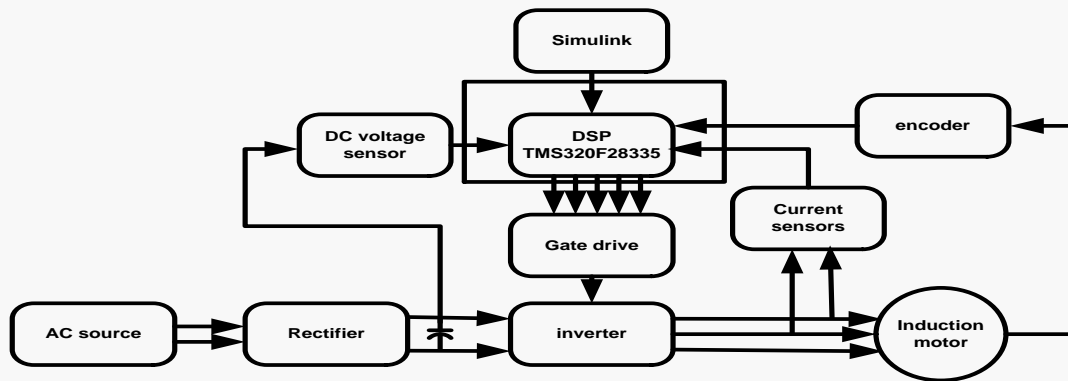 Simulink
DC voltage
sensor
DSP
TMS320F28335
encoder
Current
sensors
Gate drive
AC source
Rectifier
inverter
Induction
motor